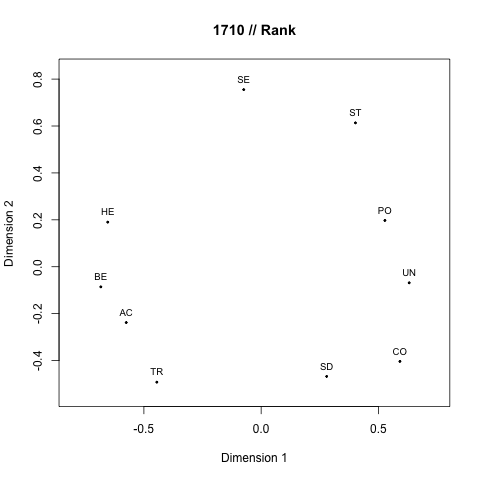 1710 // Rank
SE
ST
HE
PO
BE
UN
AC
CO
TR
SD
Dimension 2
0.8
0.6
0.4
0.2
0.0
-0.2
-0.4
-0.5
0.0
0.5
Dimension 1